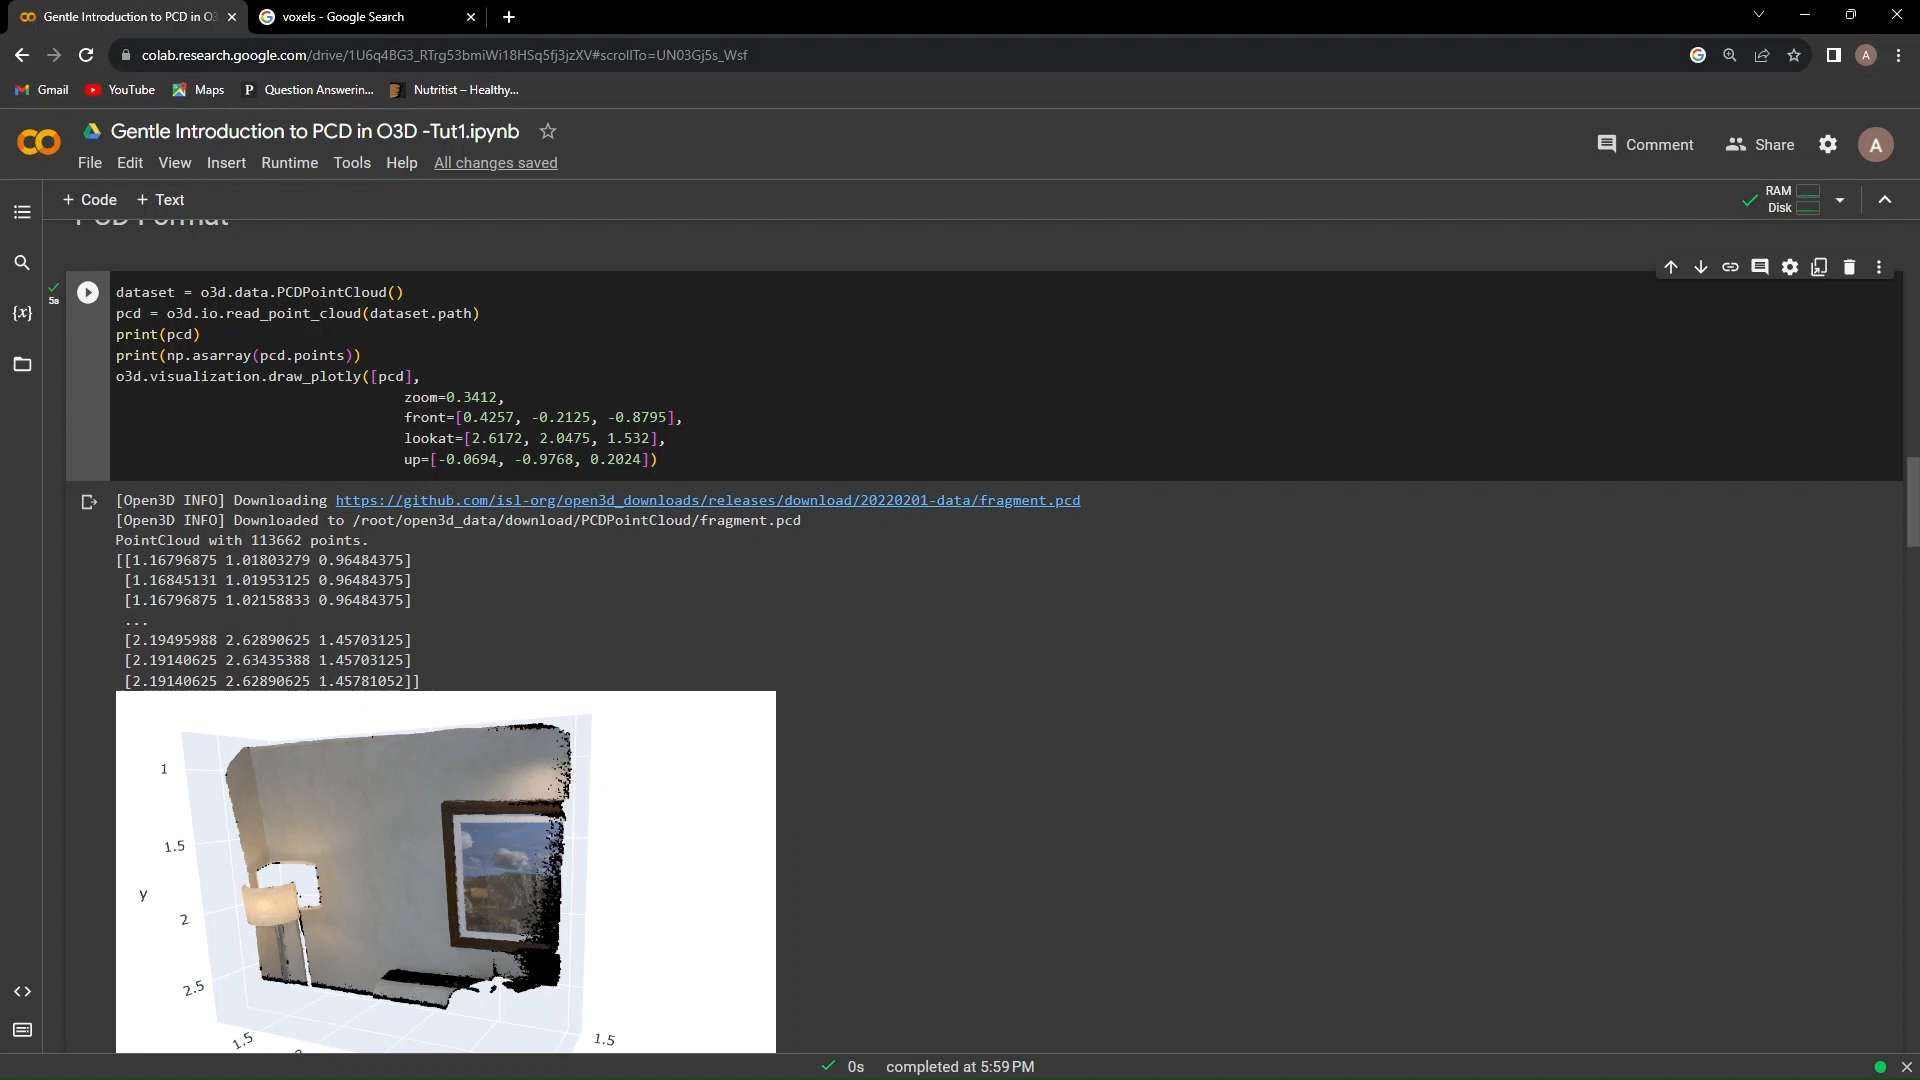 Gentle Introduction to PCD in O3
voxels - Google Search
colab.research.google.com/drive/1U6q4BG3_RTrg53bmiWi18HSq5fj3jzXV#scrollTo=UN03Gj5s_Wsf
A
Gmail
YouTube
Maps
P Question Answerin...
Nutritist – Healthy...
Gentle Introduction to PCD in O3D -Tut1.ipynb
Comment
Share
A
File Edit View Insert Runtime Tools Help All changes saved
+ Code + Text
RAM
Disk
PCD Format
5s
{x}
dataset = o3d.data.PCDPointCloud()
pcd = o3d.io.read_point_cloud(dataset.path)
print(pcd)
print(np.asarray(pcd.points))
o3d.visualization.draw_plotly([pcd],
zoom=0.3412,
front=[0.4257, -0.2125, -0.8795],
lookat=[2.6172, 2.0475, 1.532],
up=[-0.0694, -0.9768, 0.2024])
[Open3D INFO] Downloading https://github.com/isl-org/open3d_downloads/releases/download/20220201-data/fragment.pcd
[Open3D INFO] Downloaded to /root/open3d_data/download/PCDPointCloud/fragment.pcd
PointCloud with 113662 points.
[[1.16796875 1.01803279 0.96484375]
[1.16845131 1.01953125 0.96484375]
[1.16796875 1.02158833 0.96484375]
...
[2.19495988 2.62890625 1.45703125]
[2.19140625 2.63435388 1.45703125]
[2.19140625 2.62890625 1.45781052]]
1
1.5
y
2
2.5
1.5
1.5
0s completed at 5:59 PM